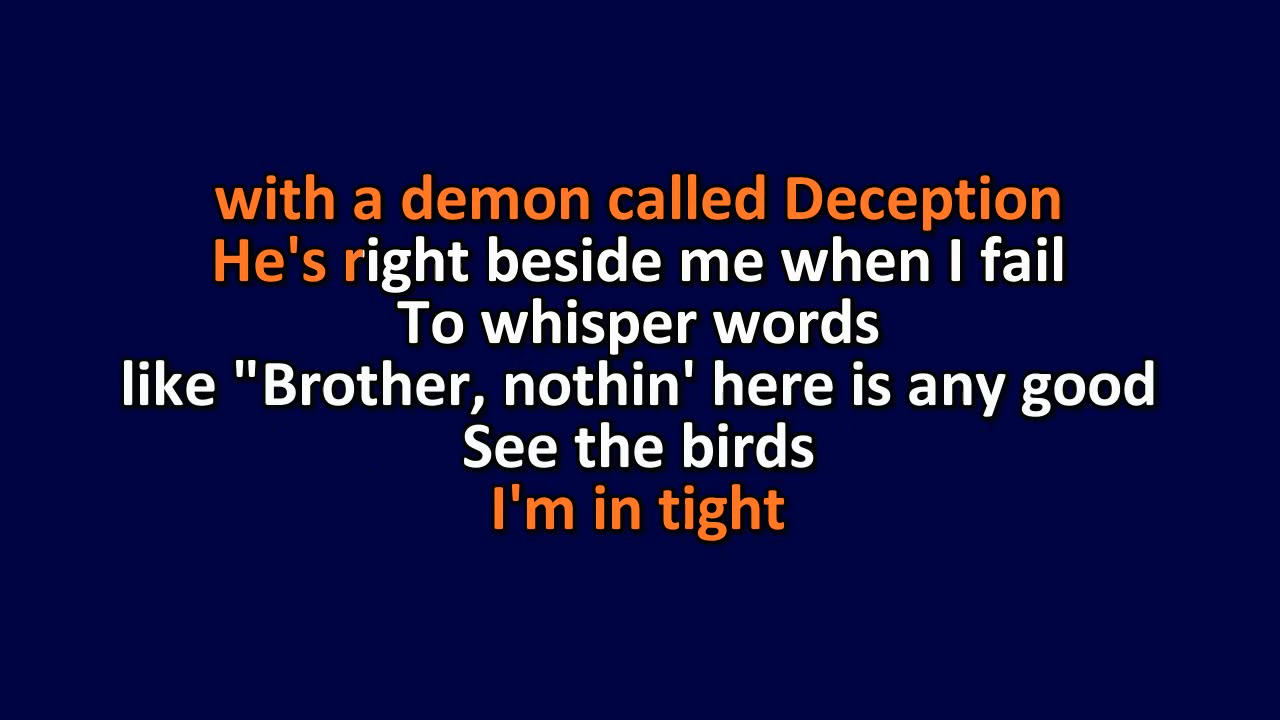 with a demon called Deception
He's right beside me when I fail
To whisper words
like "Brother, nothin' here is any good
See the birds
I'm in tight